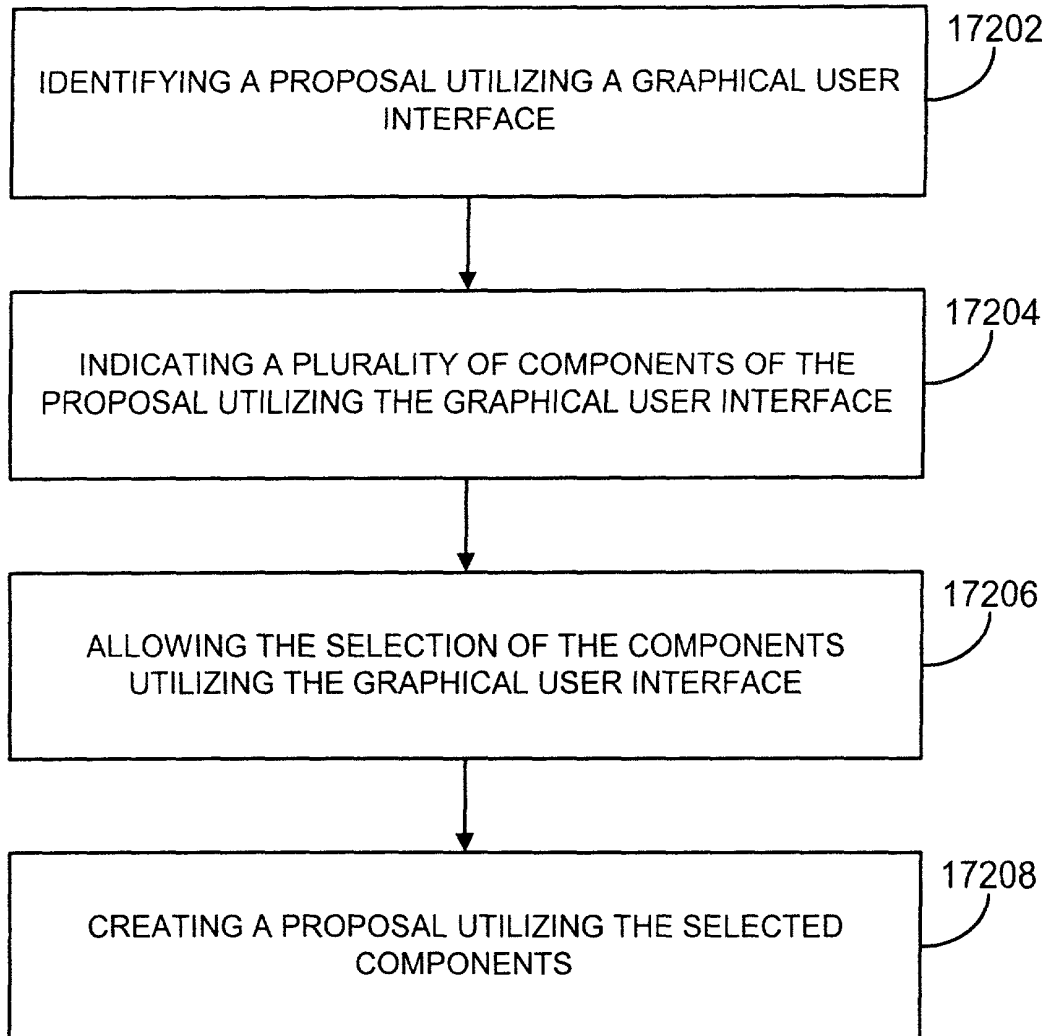 17202
IDENTIFYING A PROPOSAL UTILIZING A GRAPHICAL USER
INTERFACE
17204
INDICATING A PLURALITY OF COMPONENTS OF THE
PROPOSAL UTILIZING THE GRAPHICAL USER INTERFACE
17206
ALLOWING THE SELECTION OF THE COMPONENTS
UTILIZING THE GRAPHICAL USER INTERFACE
17208
CREATING A PROPOSAL UTILIZING THE SELECTED
COMPONENTS